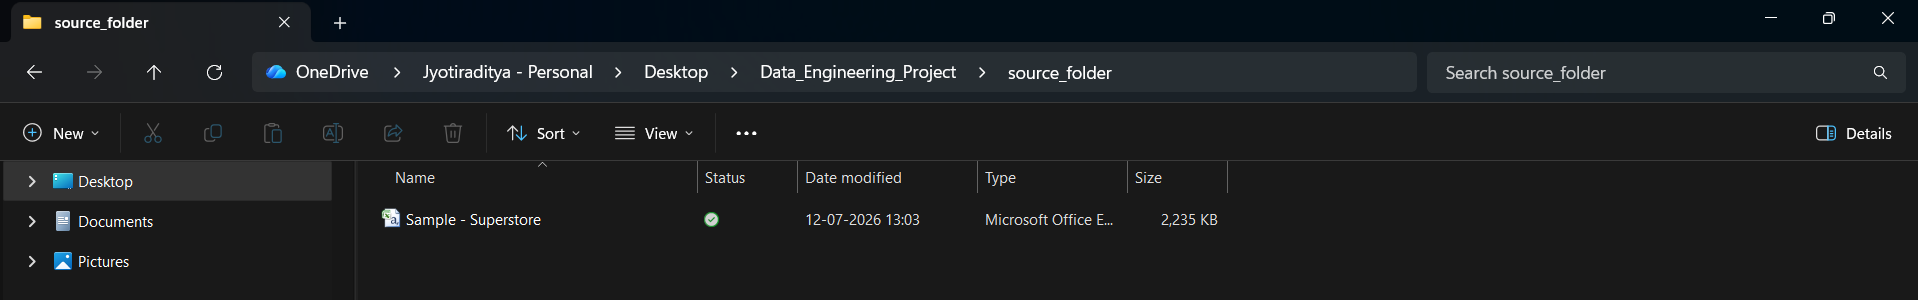 source_folder
OneDrive > Jyotiraditya - Personal > Desktop > Data_Engineering_Project > source_folder
Search source_folder
New
Sort
View
Details
Desktop
Documents
Pictures
Name Status Date modified Type Size
Sample - Superstore 12-07-2026 13:03 Microsoft Office E... 2,235 KB